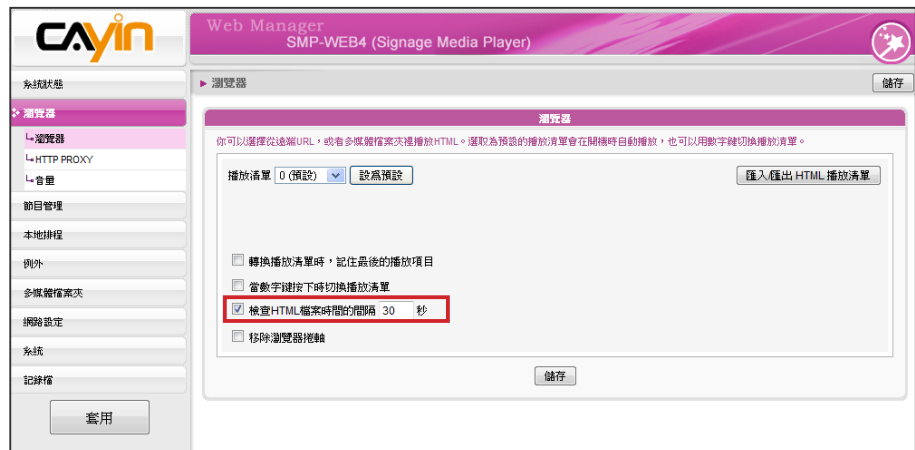 CAYIN
Web Manager
SMP-WEB4 (Signage Media Player)
系統狀態
瀏覽器
瀏覽器
HTTP PROXY
音量
節目管理
本地排程
例外
多媒體檔案夾
網路設定
系統
記錄檔
套用
瀏覽器
儲存
瀏覽器
你可以選擇從遠端URL,或者多媒體檔案夾裡播放HTML。選取為預設的播放清單會在開機時自動播放,也可以用數字鍵切換播放清單。
播放清單 0 (預設) 設為預設 匯入/匯出 HTML 播放清單
轉換播放清單時,記住最後的播放項目
當數字鍵按下時切換播放清單
檢查HTML檔案時間的間隔 30 秒
移除瀏覽器捲軸
儲存